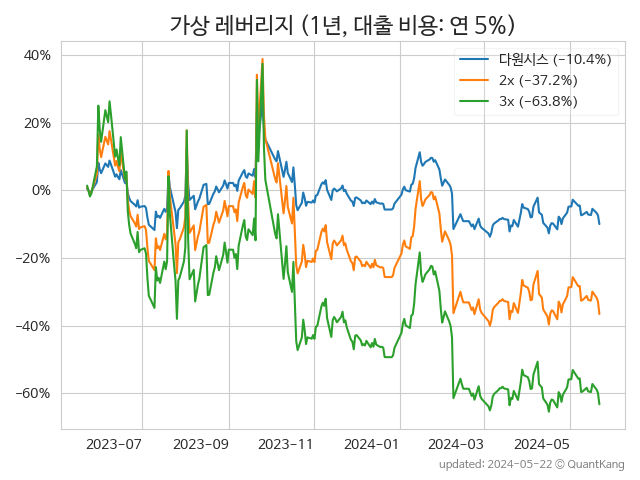 가상 레버리지 (1년, 대출 비용: 연 5%)
다원시스 (−10.4%)
2x (−37.2%)
3x (−63.8%)
40%
20%
0%
−20%
−40%
−60%
2023-07
2023-09
2023-11
2024-01
2024-03
2024-05
updated: 2024-05-22 © QuantKang